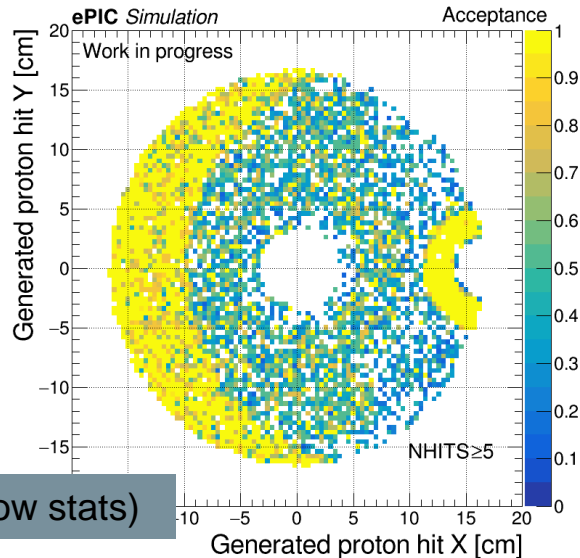 ePIC Simulation
Acceptance
Work in progress
Generated proton hit Y [cm]
20
15
10
5
0
−5
−10
−15
1
0.9
0.8
0.7
0.6
0.5
0.4
0.3
0.2
0.1
0
NHITS≥5
stats)
−5 0 5 10 15 20
Generated proton hit X [cm]